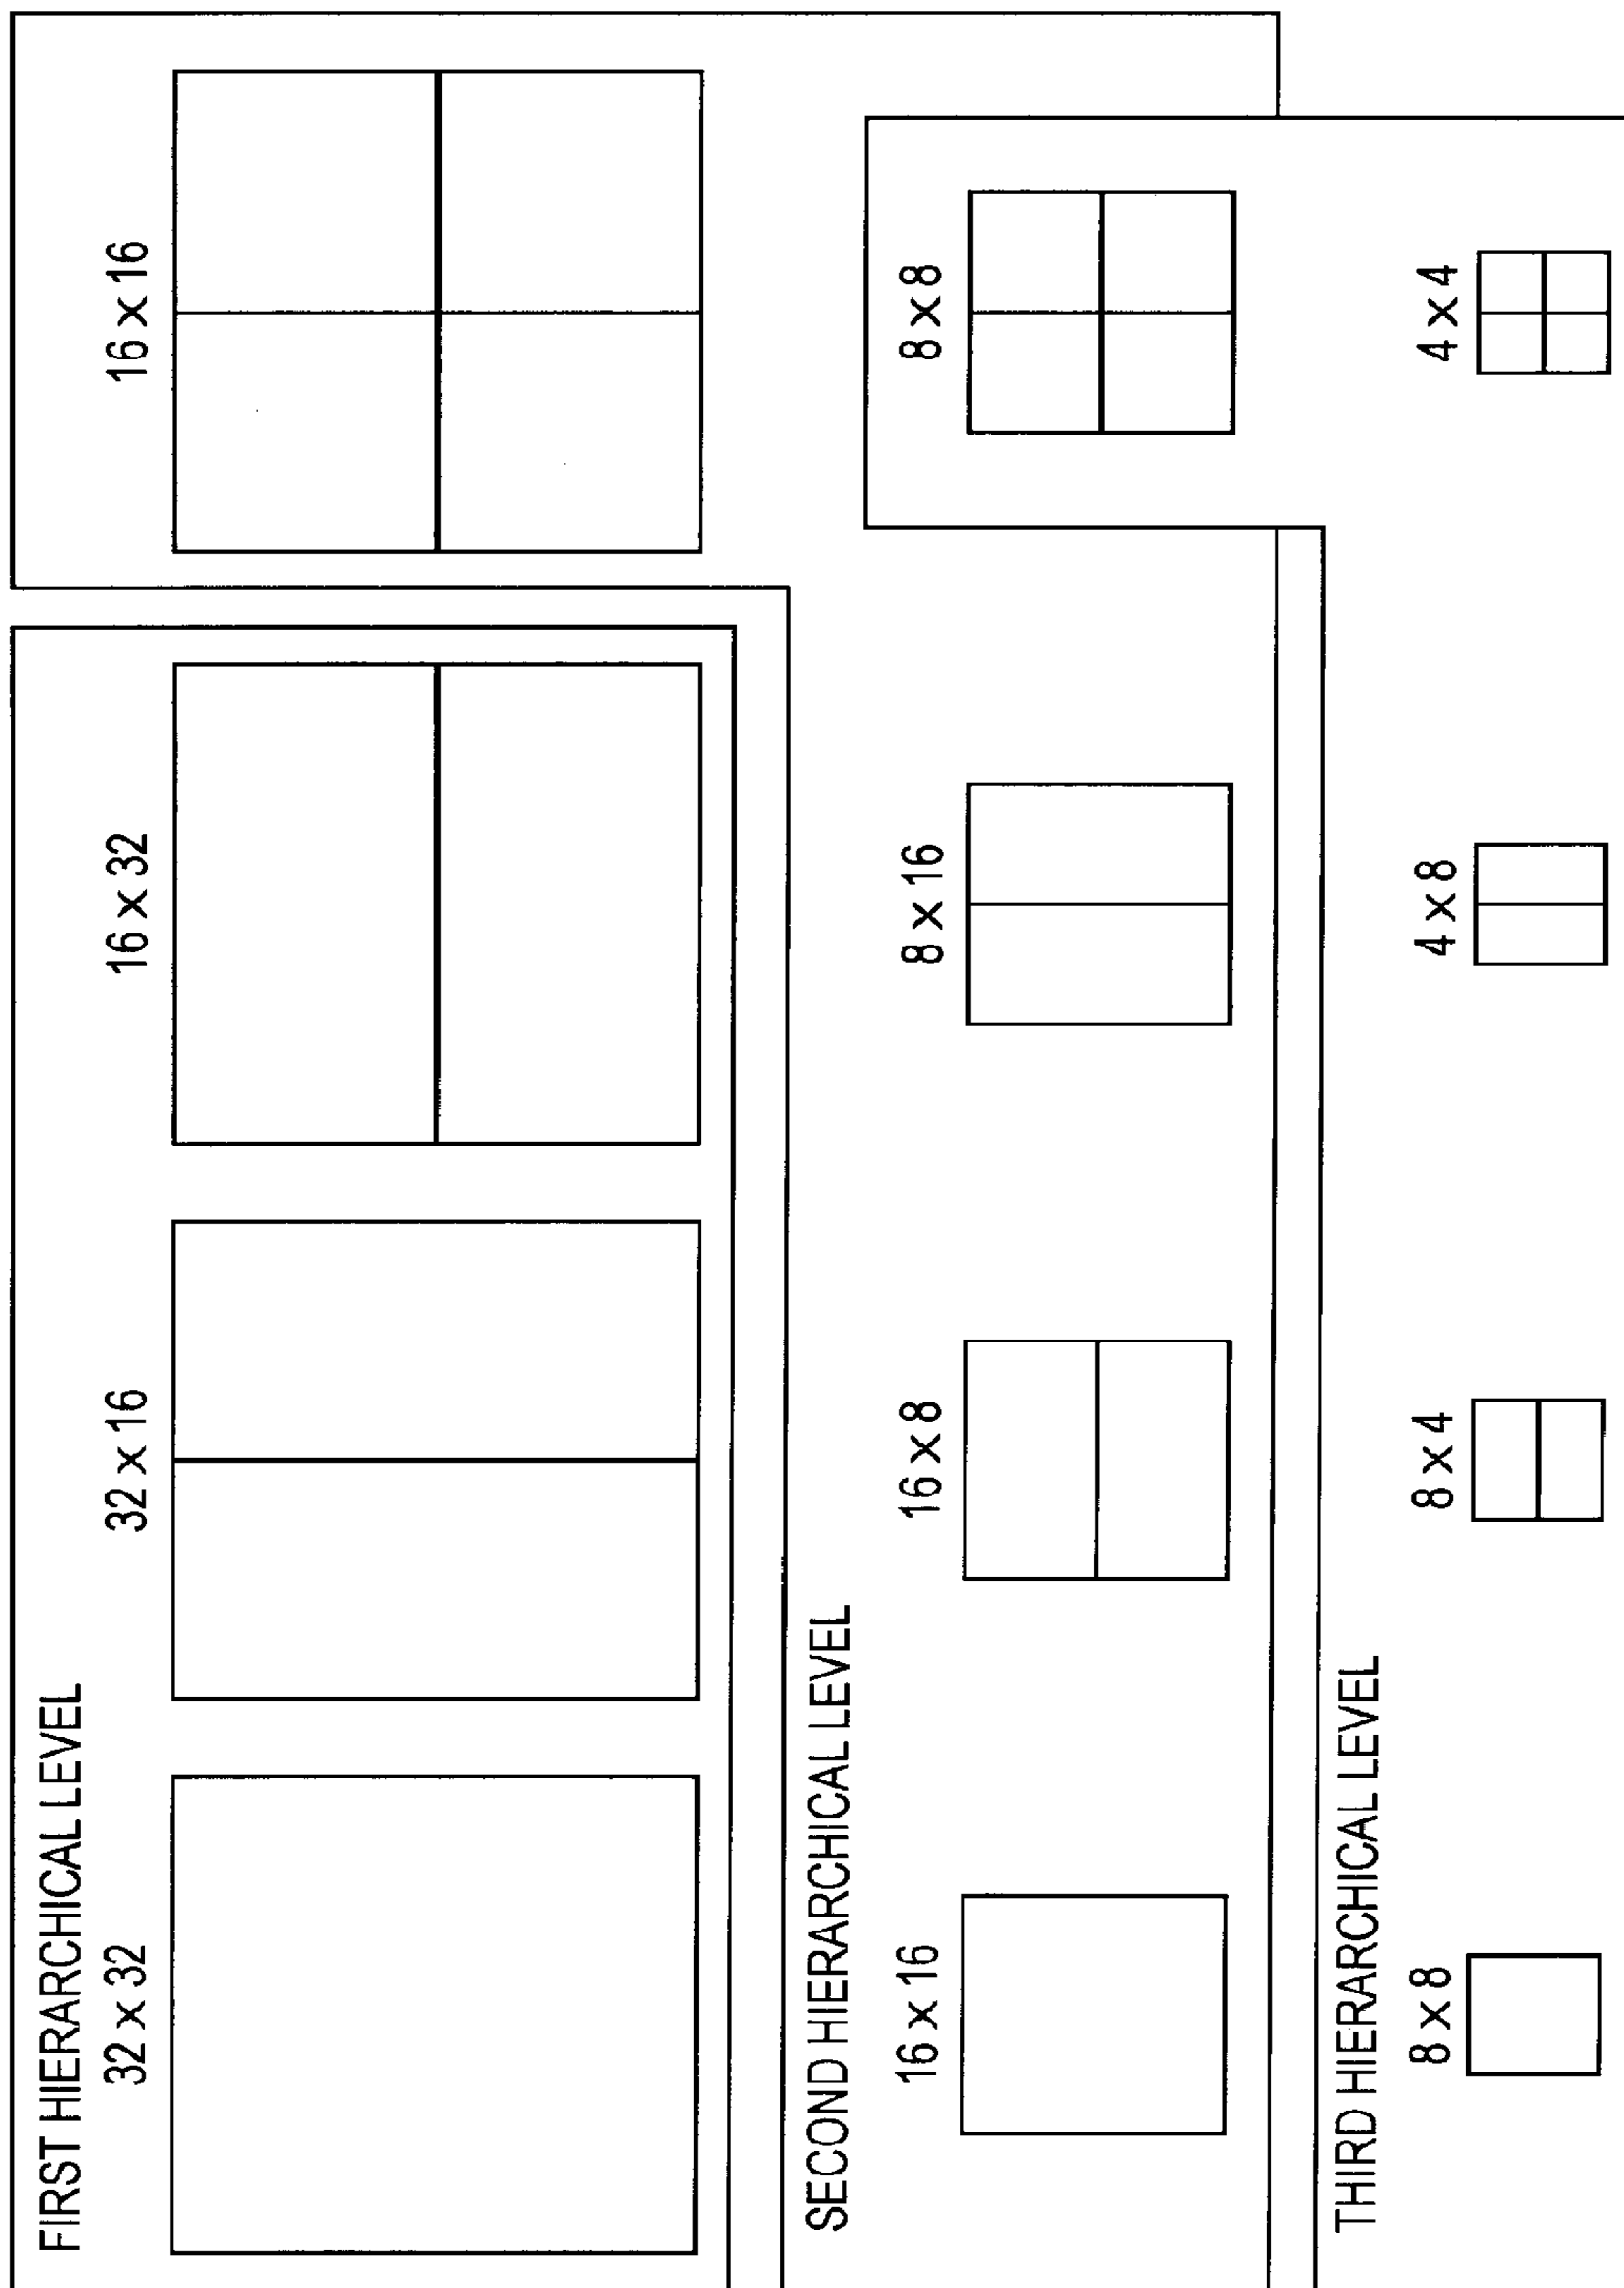 FIRST HIERARCHICAL LEVEL
32 x 32
32 x 16
16 x 32
16 x 16
SECOND HIERARCHICAL LEVEL
16 x 16
16 x 8
8 x 16
8 x 8
THIRD HIERARCHICAL LEVEL
8 x 8
8 x 4
4 x 8
4 x 4